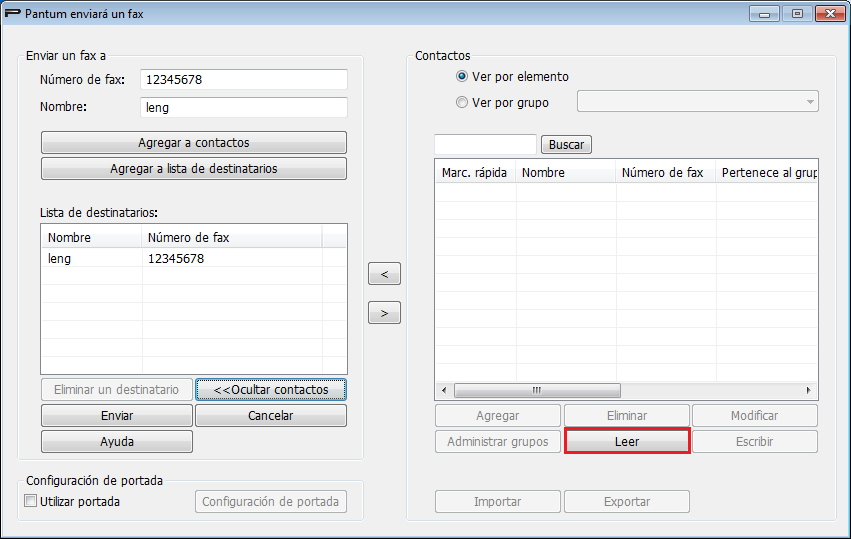 Pantum enviará un fax
Enviar un fax a
Número de fax: 12345678
Nombre: leng
Agregar a contactos
Agregar a lista de destinatarios
Lista de destinatarios:
Nombre Número de fax
leng 12345678
Eliminar un destinatario <<Ocultar contactos
Enviar Cancelar
Ayuda
Configuración de portada
Utilizar portada Configuración de portada
<
>
Contactos
Ver por elemento
Ver por grupo
Buscar
Marc. rápida Nombre Número de fax Pertenece al grup
Agregar Eliminar Modificar
Administrar grupos Leer Escribir
Importar Exportar